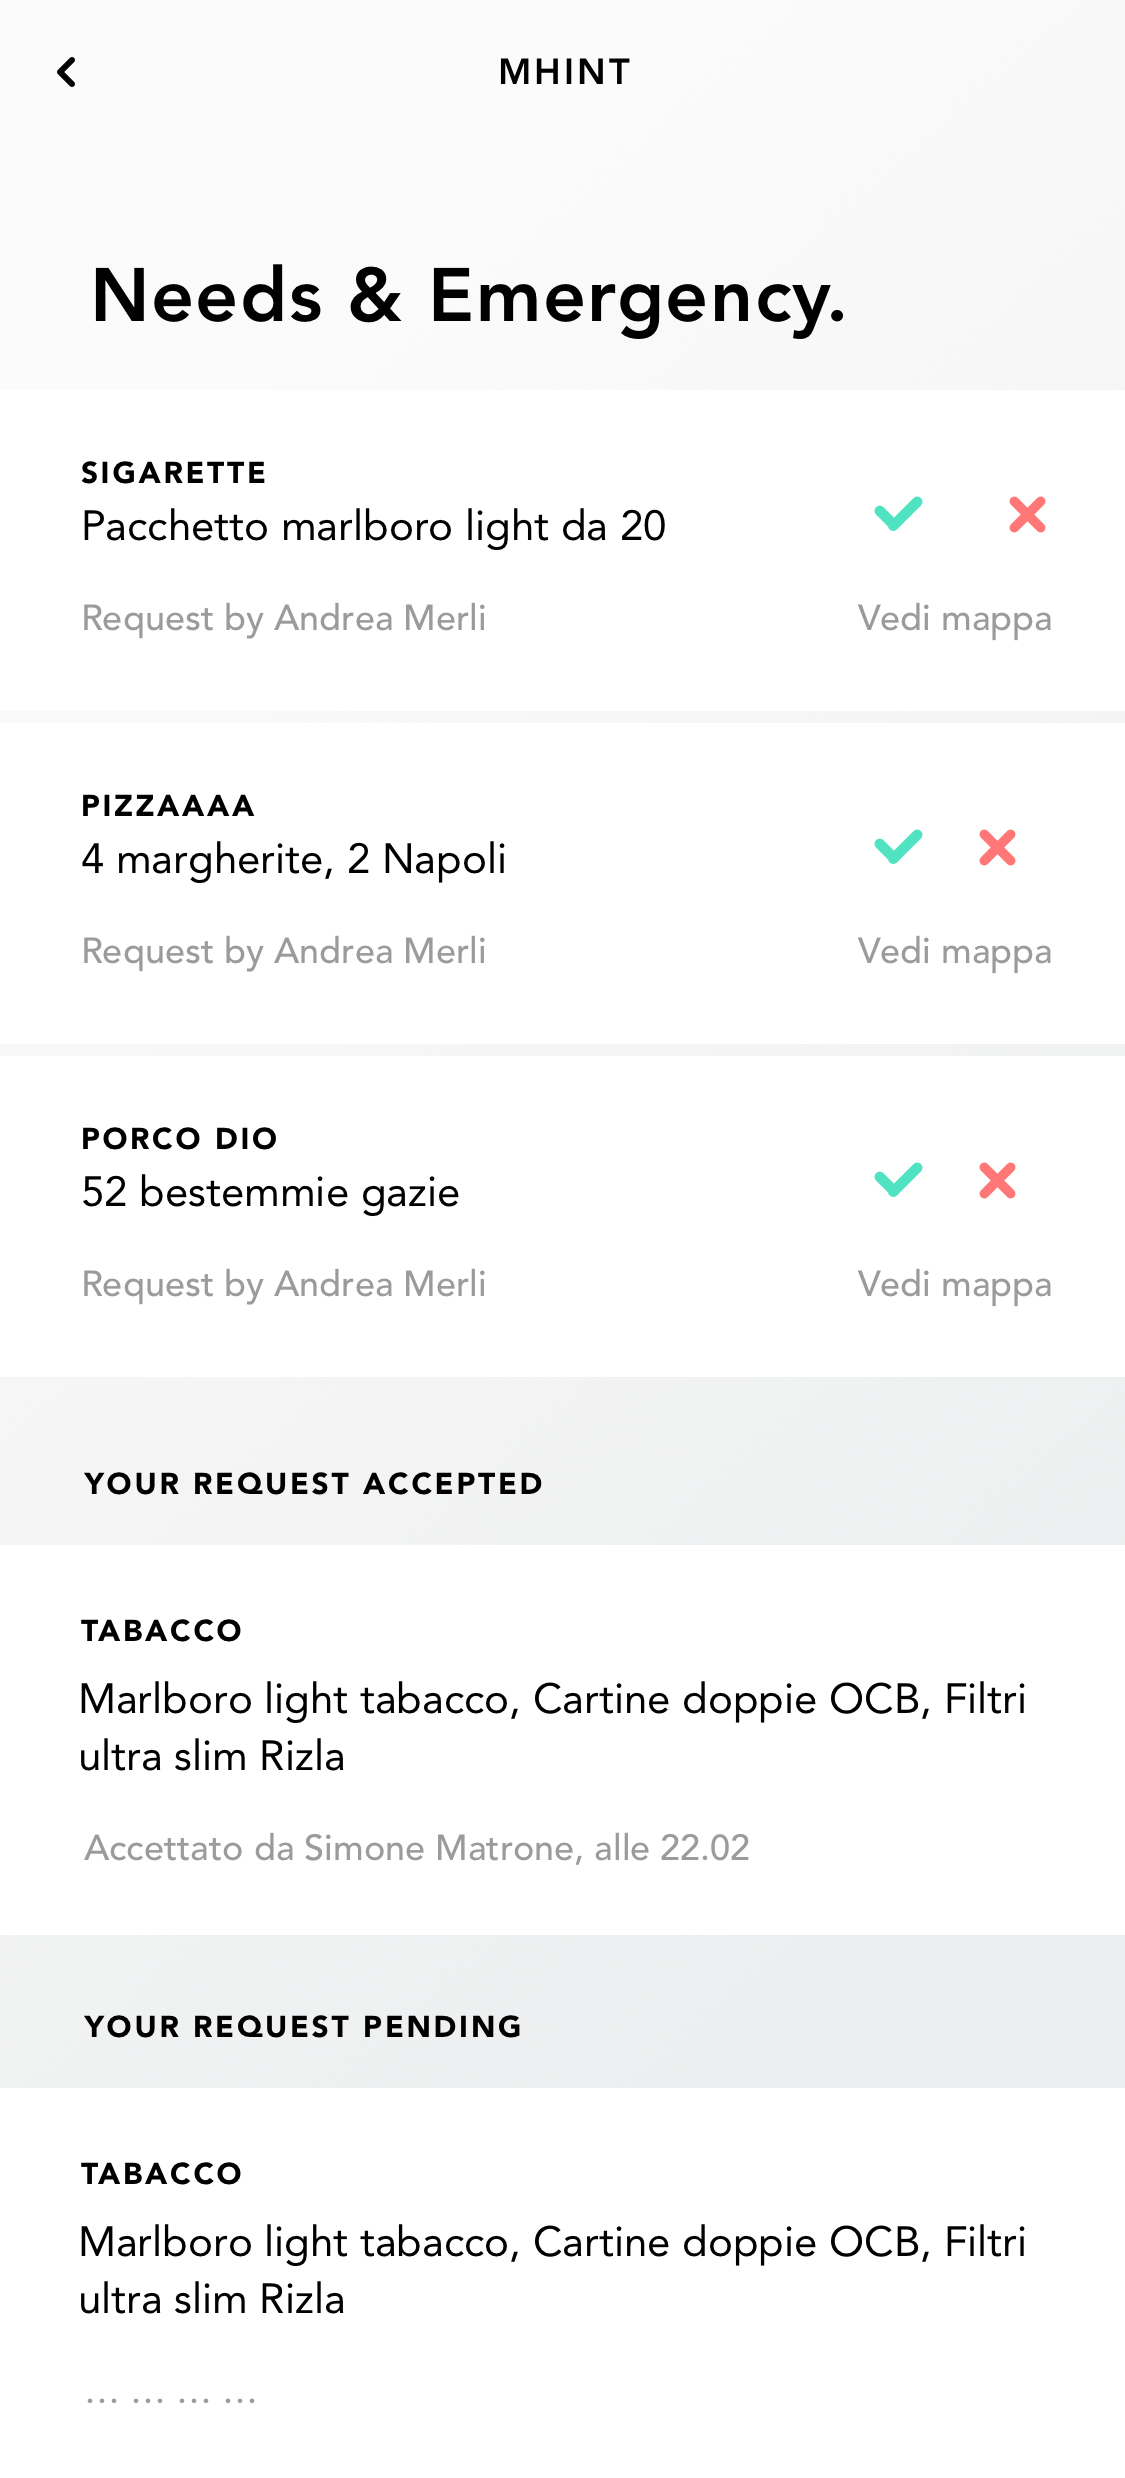 MHINT
Needs & Emergency.
SIGARETTE
Pacchetto marlboro light da 20
Request by Andrea Merli
Vedi mappa
PIZZAAAA
4 margherite, 2 Napoli
Request by Andrea Merli
Vedi mappa
PORCO DIO
52 bestemmie gazie
Request by Andrea Merli
Vedi mappa
YOUR REQUEST ACCEPTED
TABACCO
Marlboro light tabacco, Cartine doppie OCB, Filtri
ultra slim Rizla
Accettato da Simone Matrone, alle 22.02
YOUR REQUEST PENDING
TABACCO
Marlboro light tabacco, Cartine doppie OCB, Filtri
ultra slim Rizla
... ... ... ...